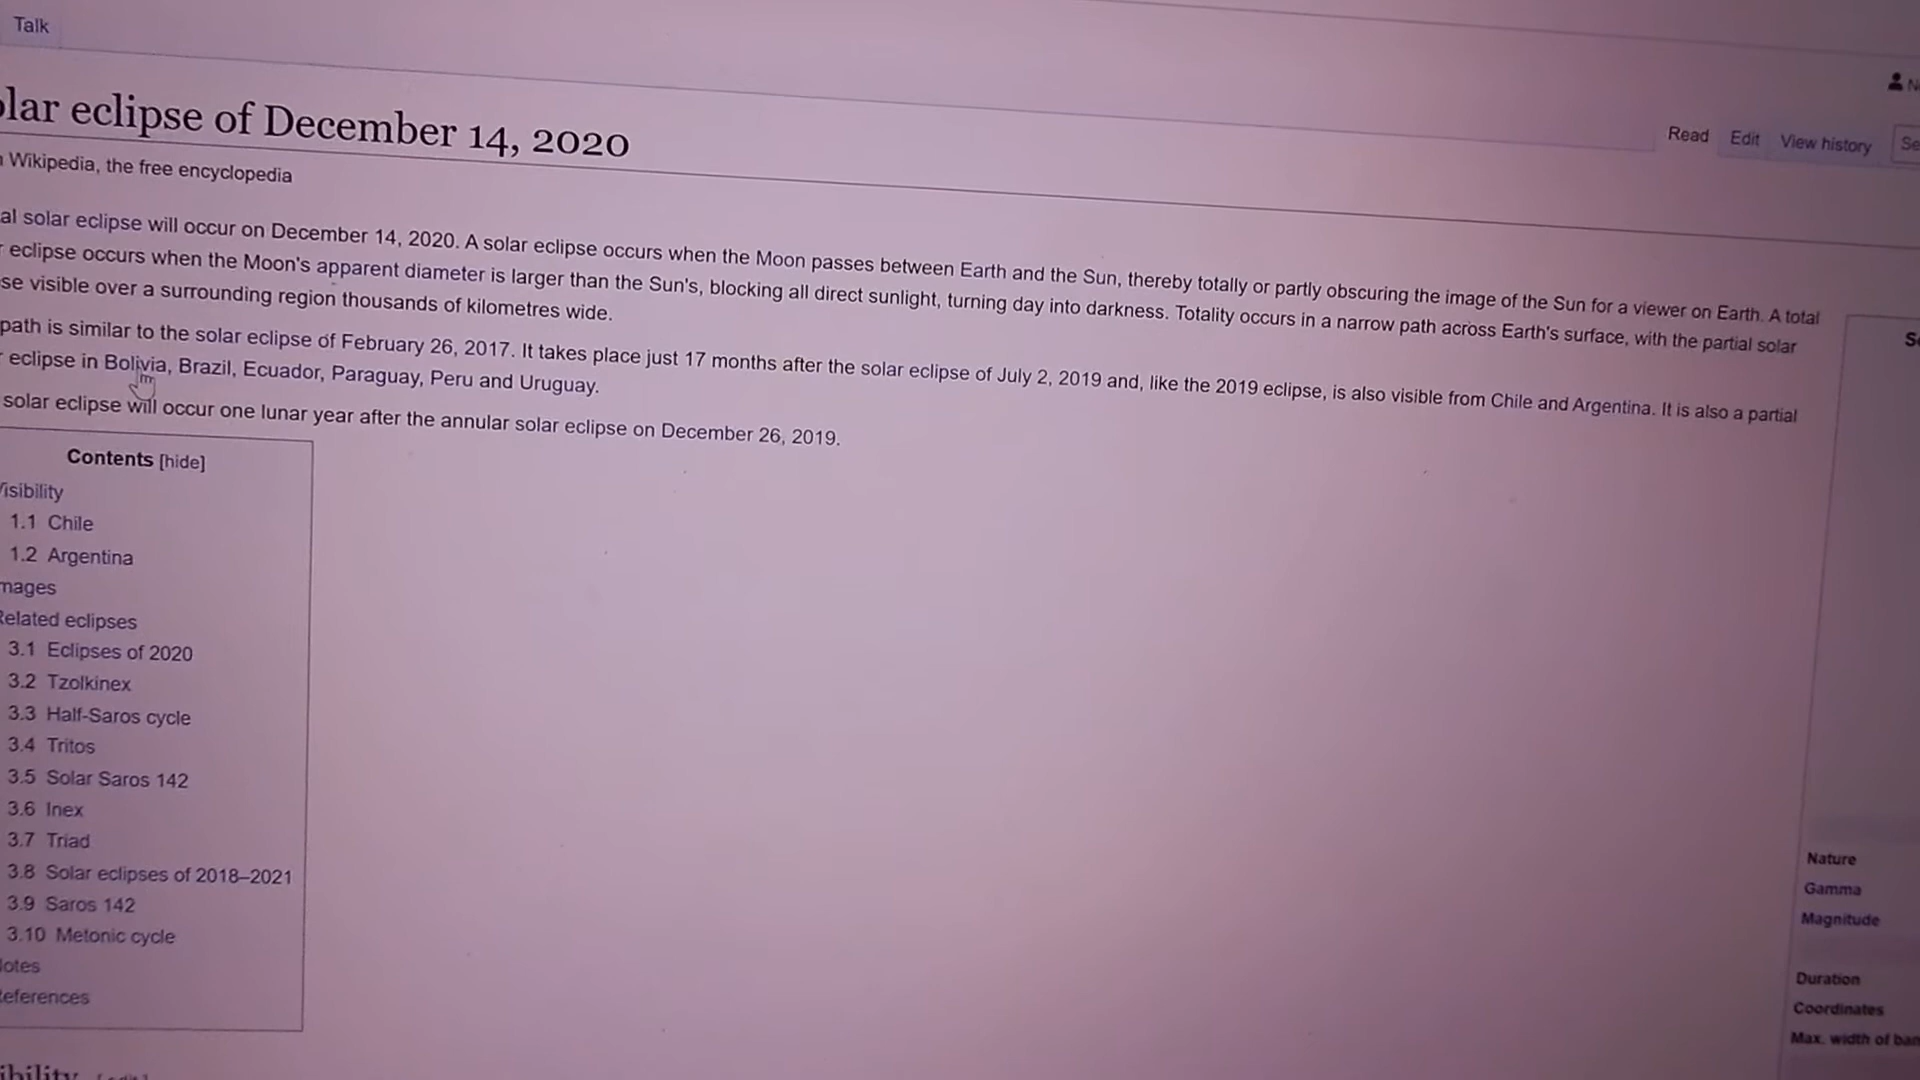 Talk
olar eclipse of December 14, 2020
Wikipedia, the free encyclopedia
Read Edit View history
al solar eclipse will occur on December 14, 2020. A solar eclipse occurs when the Moon passes between Earth and the Sun, thereby totally or partly obscuring the image of the Sun for a viewer on Earth. A total
r eclipse occurs when the Moon's apparent diameter is larger than the Sun's, blocking all direct sunlight, turning day into darkness. Totality occurs in a narrow path across Earth's surface, with the partial solar
se visible over a surrounding region thousands of kilometres wide.
path is similar to the solar eclipse of February 26, 2017. It takes place just 17 months after the solar eclipse of July 2, 2019 and, like the 2019 eclipse, is also visible from Chile and Argentina. It is also a partial
r eclipse in Bolivia, Brazil, Ecuador, Paraguay, Peru and Uruguay.
solar eclipse will occur one lunar year after the annular solar eclipse on December 26, 2019.
Contents [hide]
isibility
1.1 Chile
1.2 Argentina
mages
Related eclipses
3.1 Eclipses of 2020
3.2 Tzolkinex
3.3 Half-Saros cycle
3.4 Tritos
3.5 Solar Saros 142
3.6 Inex
3.7 Triad
3.8 Solar eclipses of 2018–2021
3.9 Saros 142
3.10 Metonic cycle
otes
eferences
Nature
Gamma
Magnitude
Duration
Coordinates
Max. width of ban